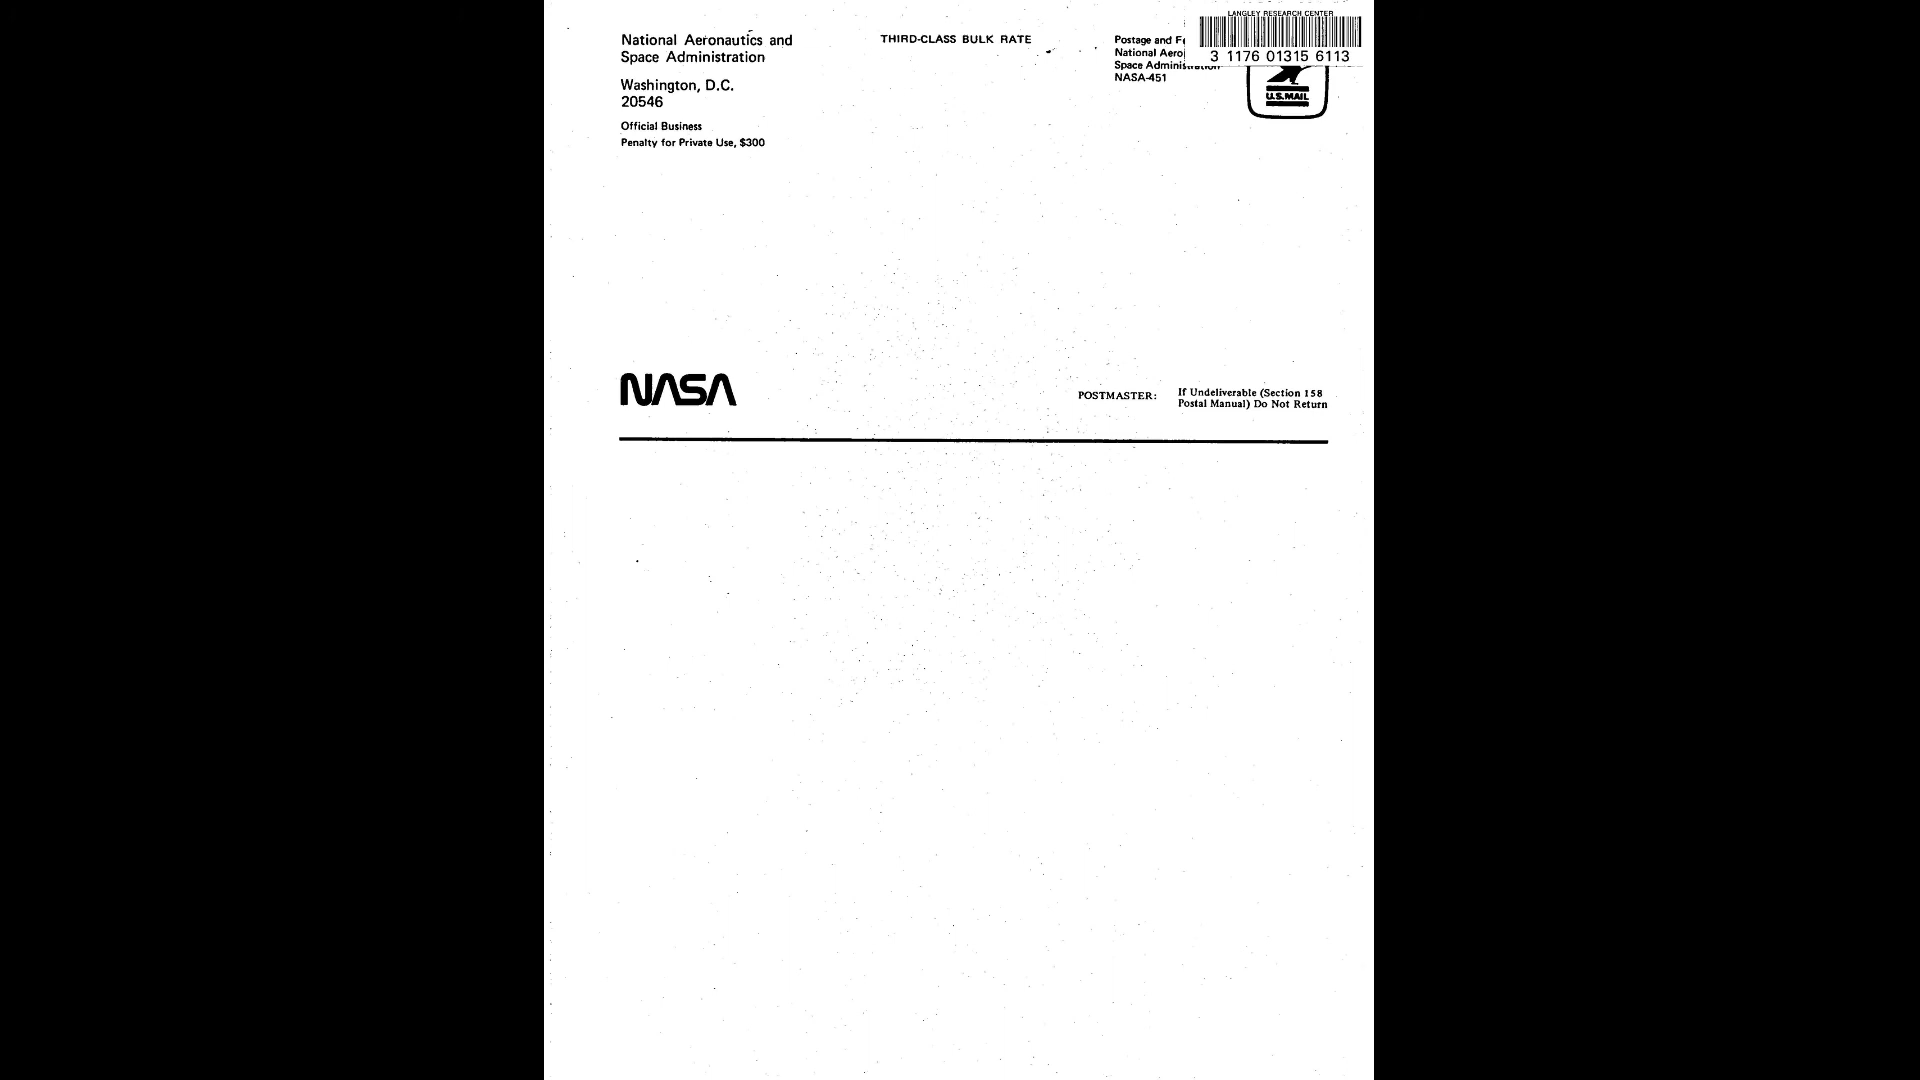 LANGLEY RESEARCH CENTER
3 1176 01315 6113
National Aeronautics and
Space Administration
Washington, D.C.
20546
Official Business
Penalty for Private Use, $300
THIRD-CLASS BULK RATE
Postage and
National
Space
NASA-451
U.S.MAIL
NASA
POSTMASTER:
If Undeliverable (Section 158
Postal Manual) Do Not Return